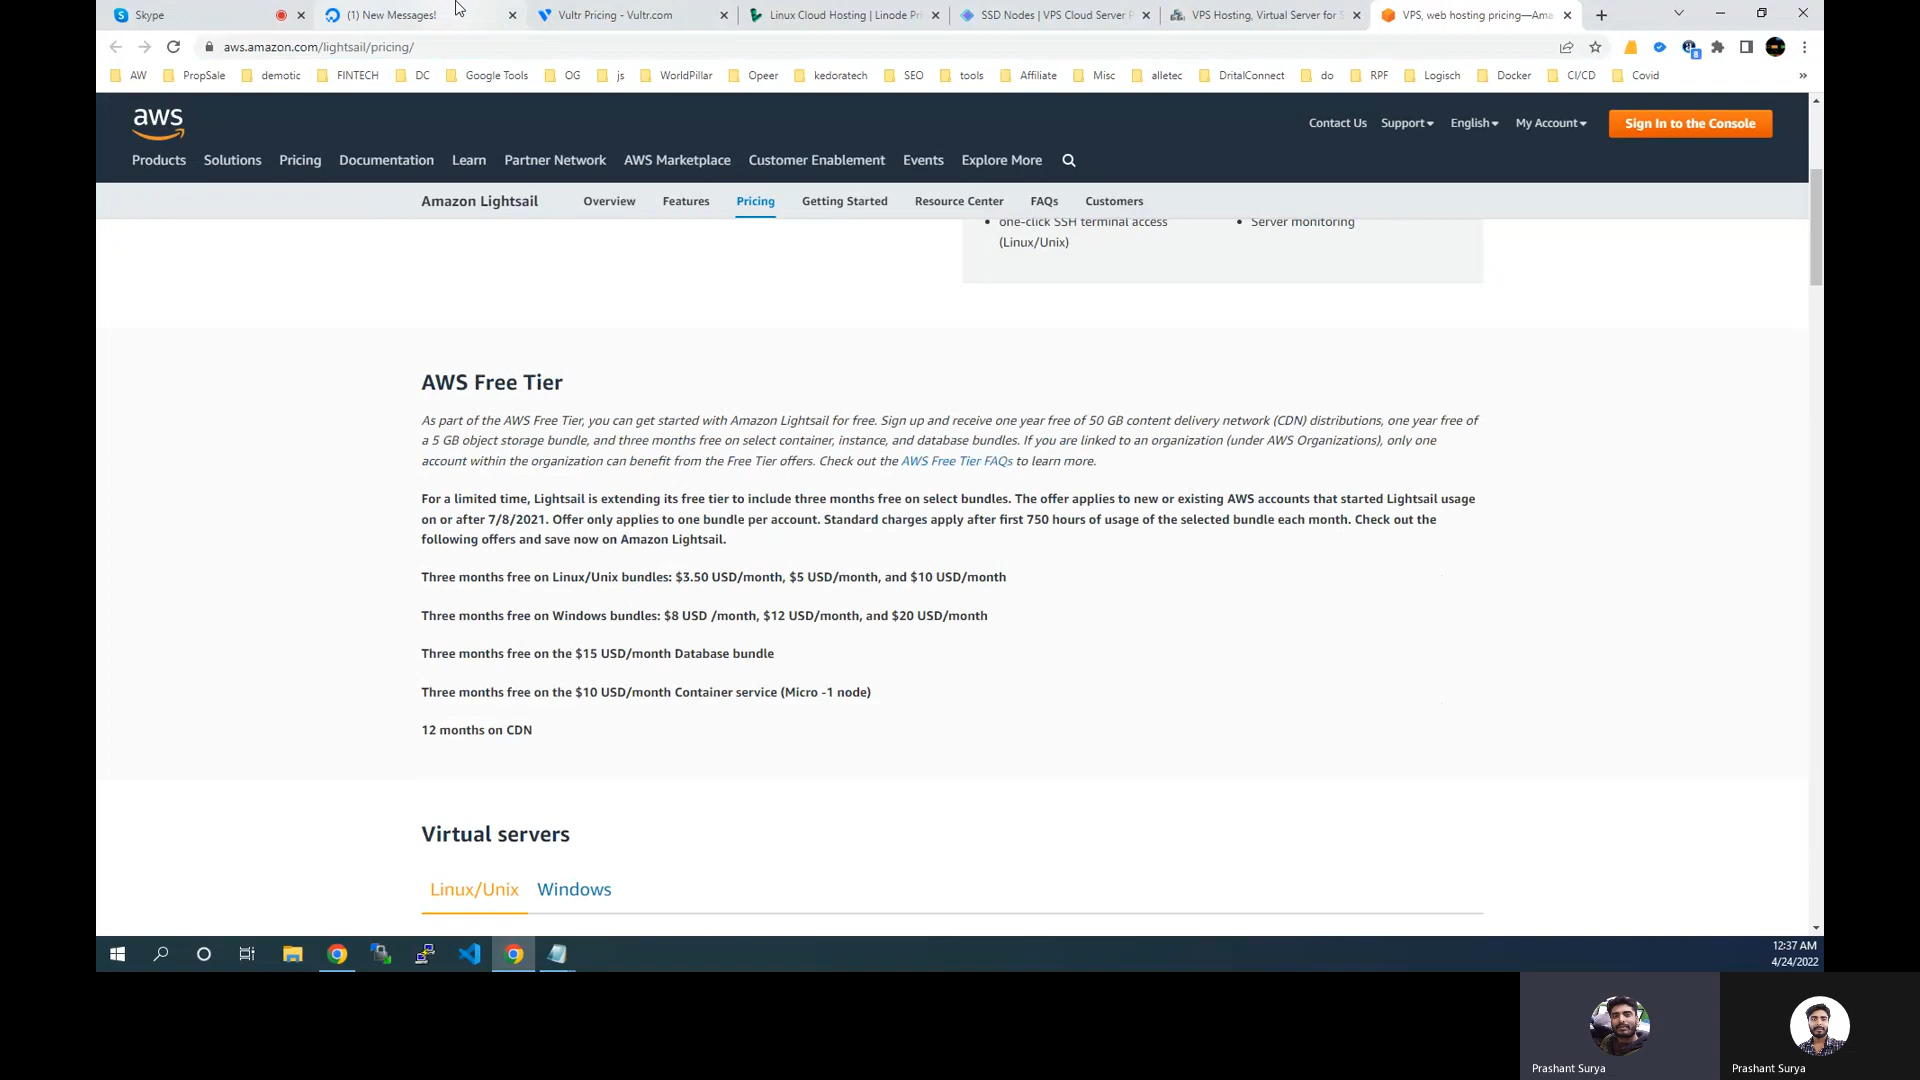 Skype
(1) New Messages!
Vultr Pricing - Vultr.com
Linux Cloud Hosting | Linode Pri
SSD Nodes | VPS Cloud Server P
VPS Hosting, Virtual Server for S
VPS, web hosting pricing—Ama
aws.amazon.com/lightsail/pricing/
8
AW
PropSale
demotic
FINTECH
DC
Google Tools
OG
js
WorldPillar
Opeer
kedoratech
SEO
tools
Affiliate
Misc
alletec
DritalConnect
do
RPF
Logisch
Docker
CI/CD
Covid
»
aws
Contact Us
Support
English
My Account
Sign In to the Console
Products
Solutions
Pricing
Documentation
Learn
Partner Network
AWS Marketplace
Customer Enablement
Events
Explore More
Amazon Lightsail
Overview
Features
Pricing
Getting Started
Resource Center
FAQs
Customers
• one-click SSH terminal access
(Linux/Unix)
• Server monitoring
AWS Free Tier
As part of the AWS Free Tier, you can get started with Amazon Lightsail for free. Sign up and receive one year free of 50 GB content delivery network (CDN) distributions, one year free of
a 5 GB object storage bundle, and three months free on select container, instance, and database bundles. If you are linked to an organization (under AWS Organizations), only one
account within the organization can benefit from the Free Tier offers. Check out the AWS Free Tier FAQs to learn more.
For a limited time, Lightsail is extending its free tier to include three months free on select bundles. The offer applies to new or existing AWS accounts that started Lightsail usage
on or after 7/8/2021. Offer only applies to one bundle per account. Standard charges apply after first 750 hours of usage of the selected bundle each month. Check out the
following offers and save now on Amazon Lightsail.
Three months free on Linux/Unix bundles: $3.50 USD/month, $5 USD/month, and $10 USD/month
Three months free on Windows bundles: $8 USD /month, $12 USD/month, and $20 USD/month
Three months free on the $15 USD/month Database bundle
Three months free on the $10 USD/month Container service (Micro -1 node)
12 months on CDN
Virtual servers
Linux/Unix
Windows
12:37 AM
4/24/2022
Prashant Surya
Prashant Surya